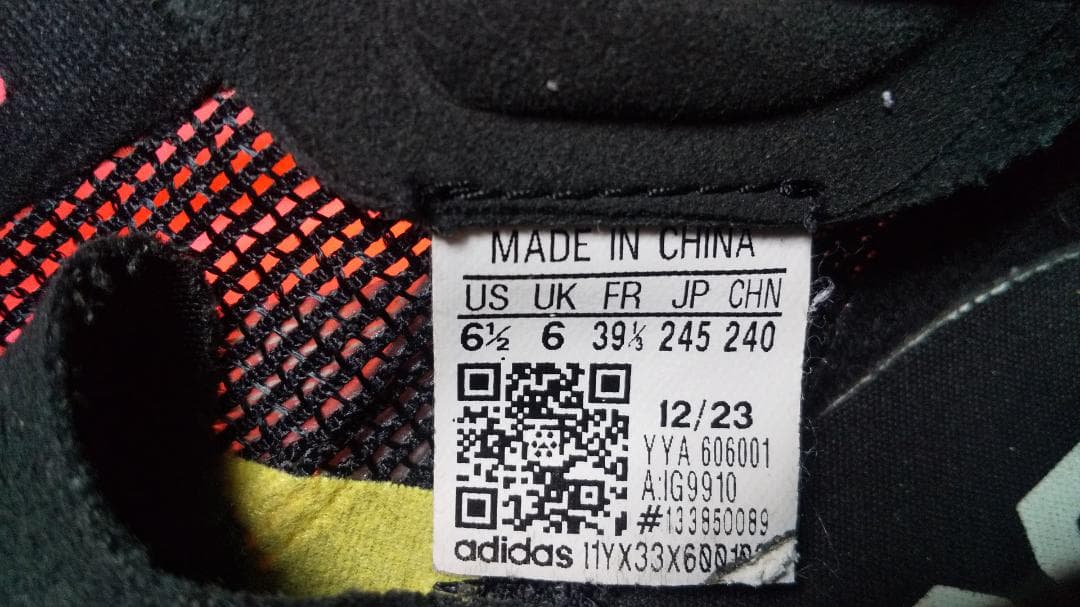 MADE IN CHINA
US UK FR JP CHN
6½ 6 39⅓ 245 240
12/23
YYA 606001
A:IG9910
#133850089
adidas